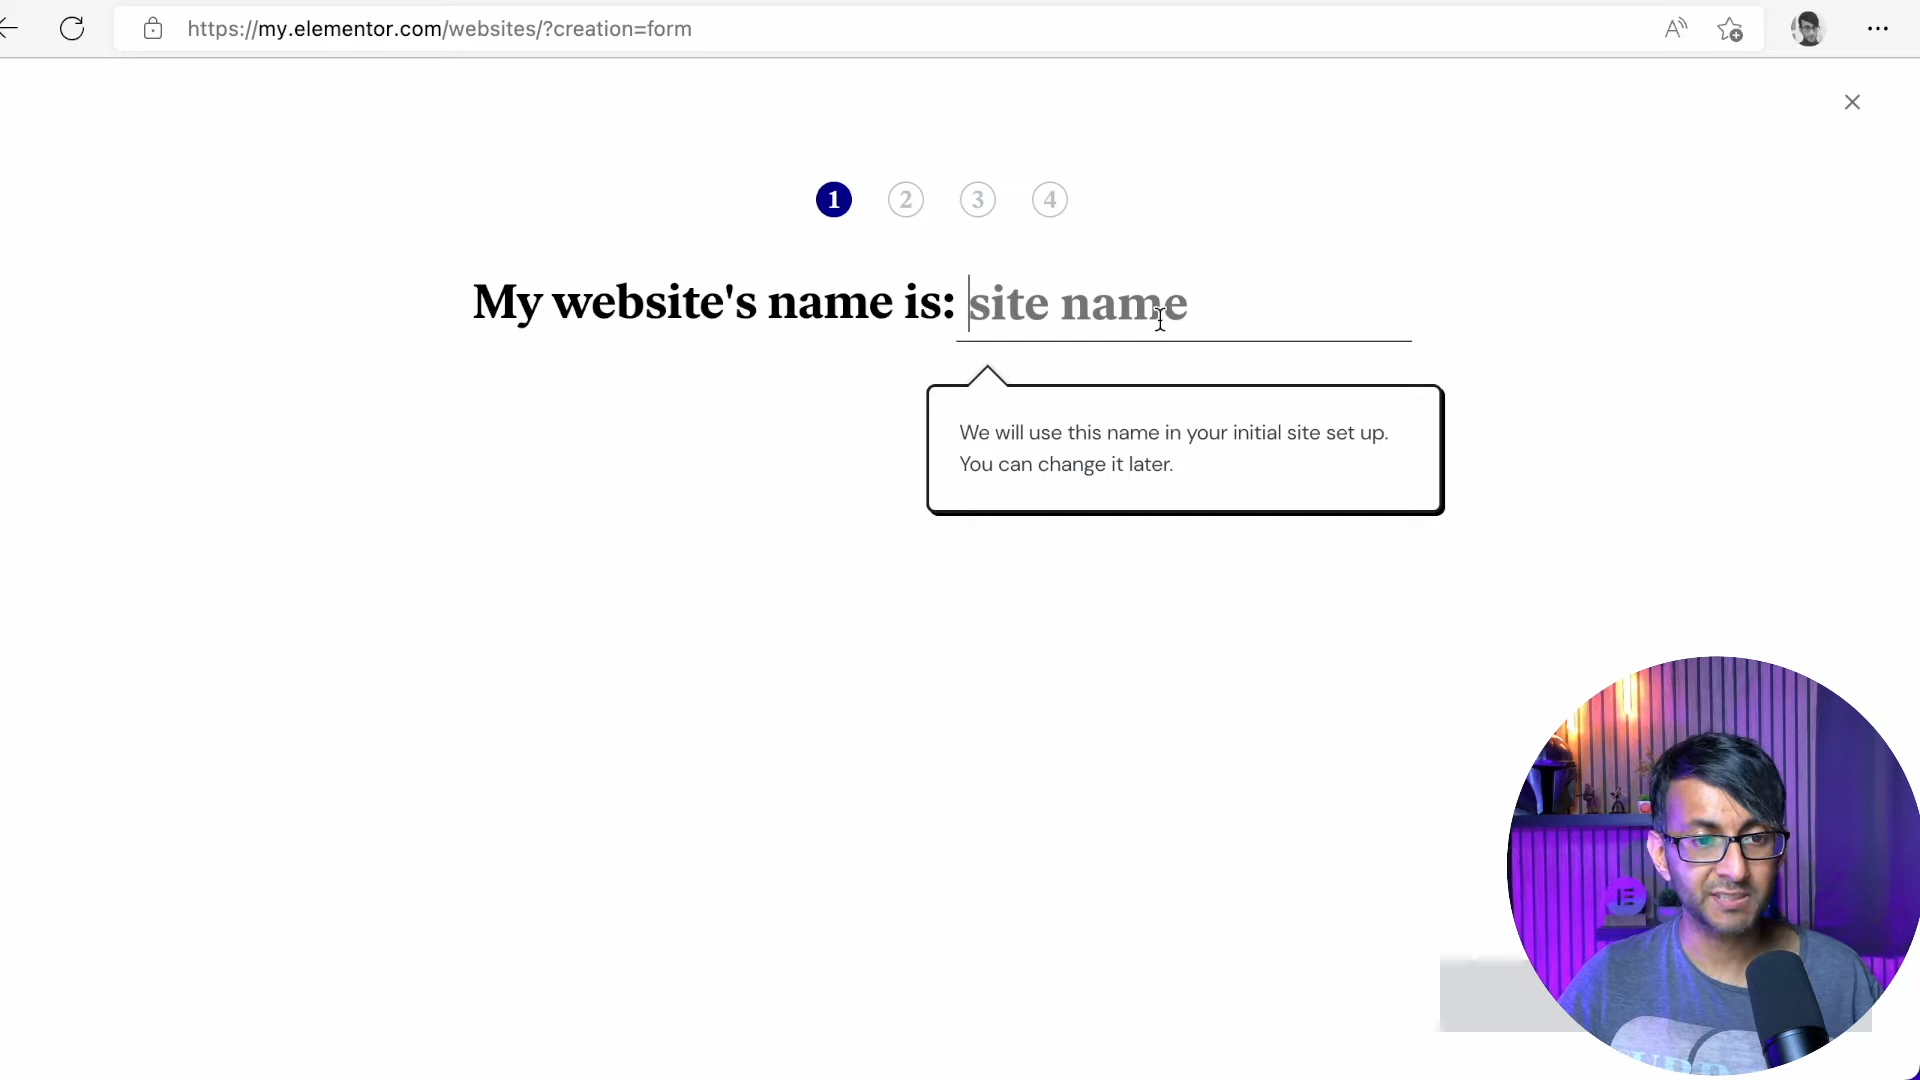 https://my.elementor.com/websites/?creation=form
1 2 3 4
My website's name is: site name
We will use this name in your initial site set up.
You can change it later.